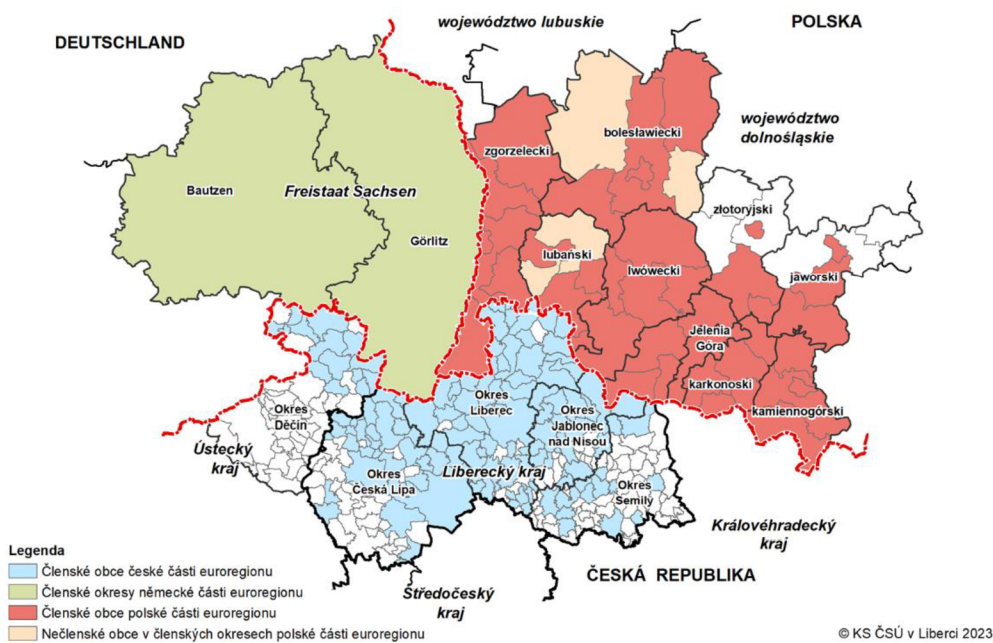 województwo lubuskie
POLSKA
DEUTSCHLAND
województwo
dolnośląskie
bolesławiecki
zgorzelecki
Bautzen
Freistaat Sachsen
złotoryjski
Görlitz
lubański
lwówecki
jaworski
Jelenia
Góra
karkonoski
kamiennogórski
Okres
Liberec
Okres
Děčín
Okres
Jablonec
nad Nisou
Ústecký
kraj
Liberecký kraj
Okres
Česká Lípa
Okres
Semily
Královéhradecký
kraj
Legenda
Členské obce české části euroregionu
Členské okresy německé části euroregionu
Členské obce polské části euroregionu
Nečlenské obce v členských okresech polské části euroregionu
ČESKÁ REPUBLIKA
Středočeský
kraj
© KS ČSÚ v Liberci 2023